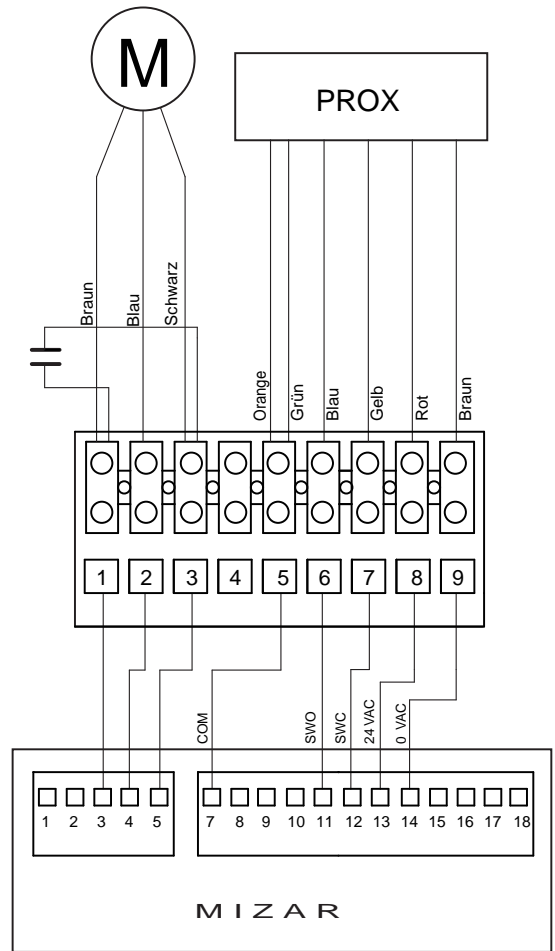 M
PROX
Braun
Blau
Schwarz
Orange
Grün
Blau
Gelb
Rot
Braun
1 2 3 4 5 6 7 8 9
COM
SWO
SWC
24 VAC
0 VAC
1 2 3 4 5 7 8 9 10 11 12 13 14 15 16 17 18
MIZAR